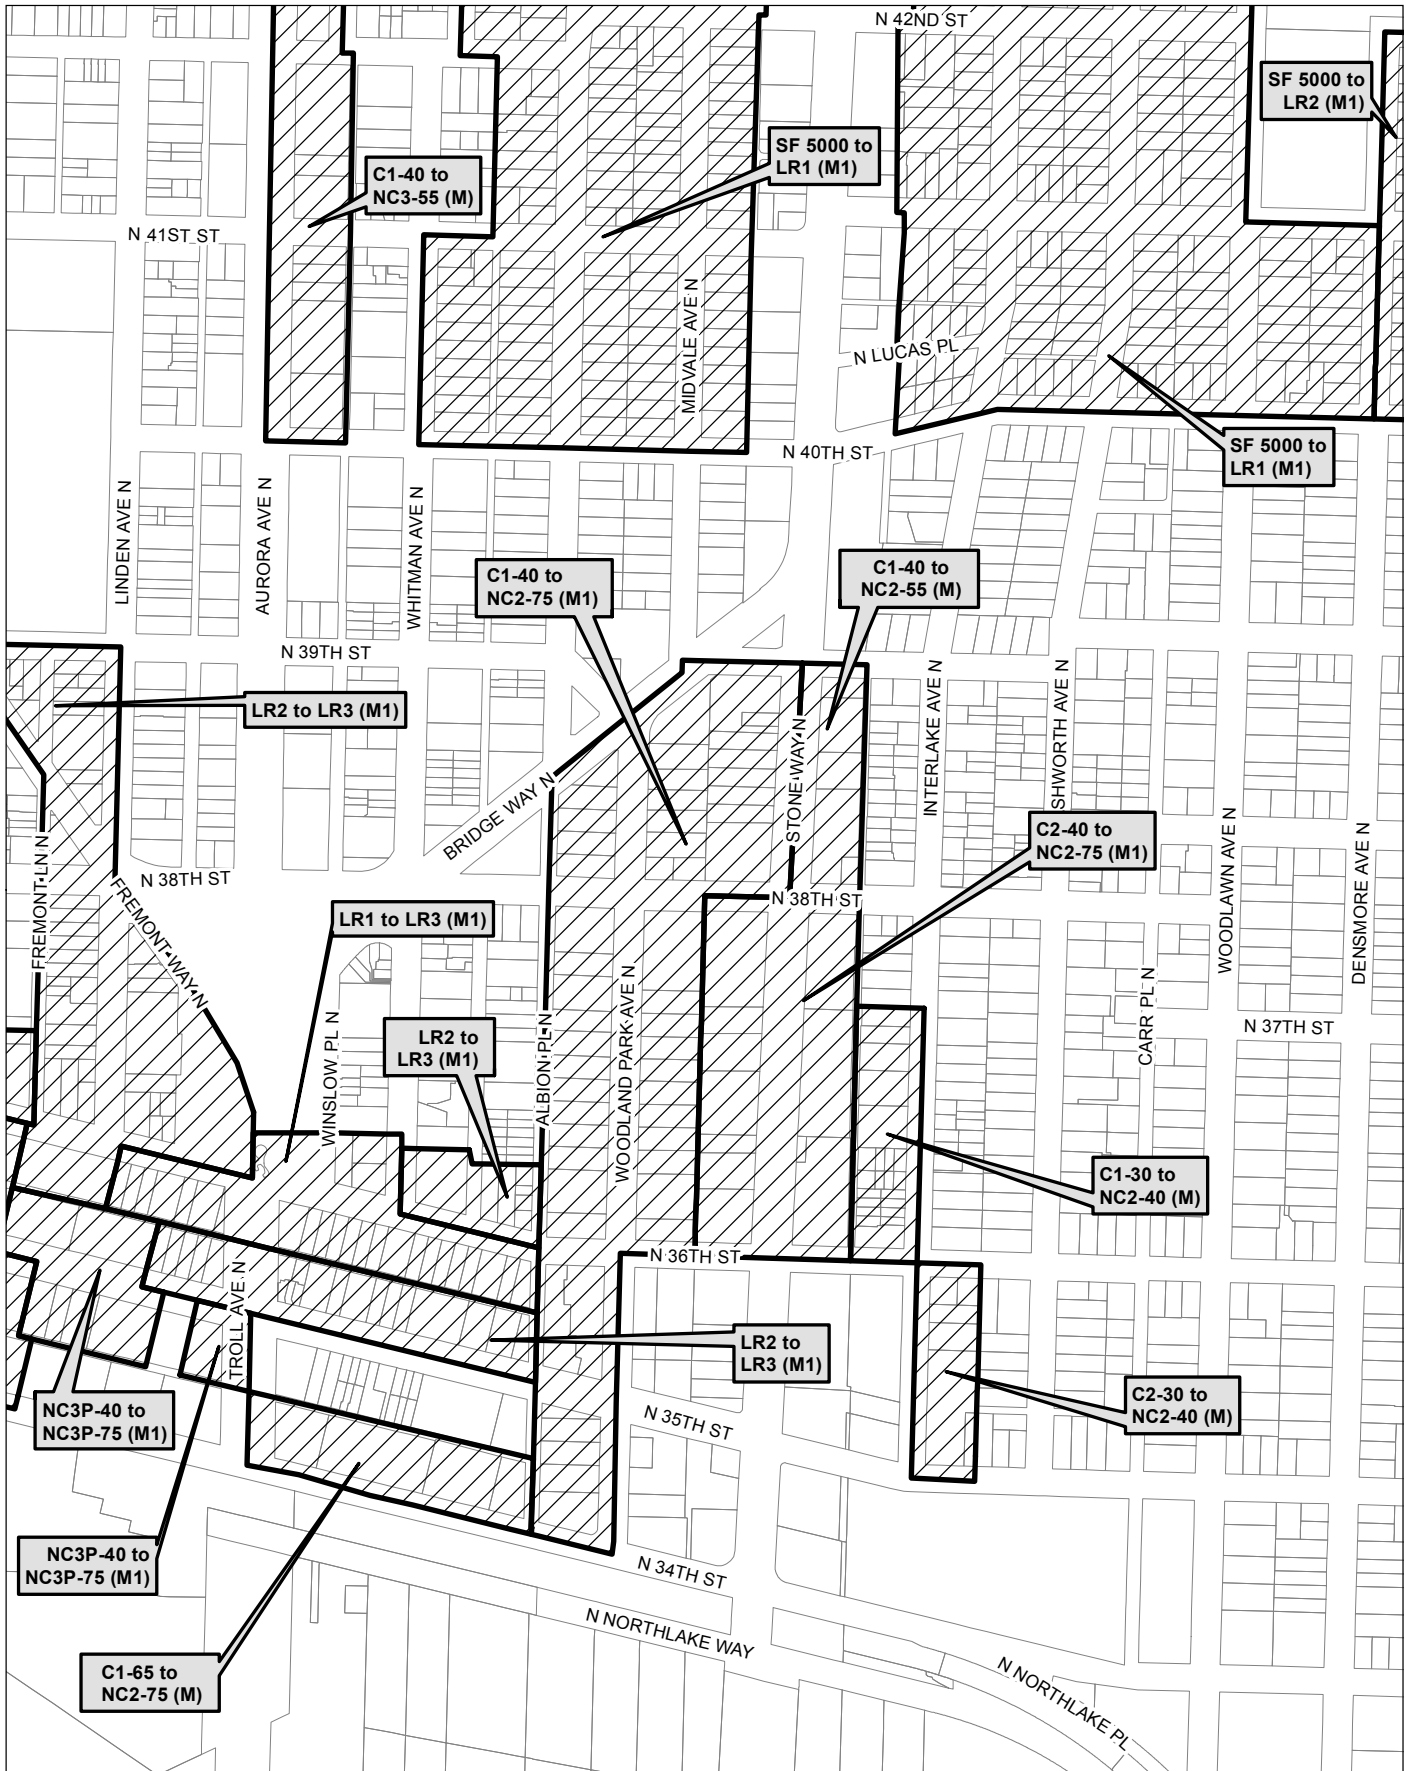 N 42ND ST
SF 5000 to
LR2 (M1)
SF 5000 to
LR1 (M1)
C1-40 to
NC3-55 (M)
N 41ST ST
MIDVALE AVE N
N LUCAS PL
SF 5000 to
LR1 (M1)
N 40TH ST
LINDEN AVE N
AURORA AVE N
WHITMAN AVE N
C1-40 to
NC2-75 (M1)
C1-40 to
NC2-55 (M)
N 39TH ST
LR2 to LR3 (M1)
STONE WAY N
INTERLAKE AVE N
SHWORTH AVE N
BRIDGE WAY N
C2-40 to
NC2-75 (M1)
WOODLAWN AVE N
DENSMORE AVE N
FREMONT LN N
N 38TH ST
FREMONT WAY N
N 38TH ST
LR1 to LR3 (M1)
WINSLOW PL N
LR2 to
LR3 (M1)
ALBION PL N
WOODLAND PARK AVE N
CARR PL N
N 37TH ST
C1-30 to
NC2-40 (M)
N 36TH ST
TROLL AVE N
LR2 to
LR3 (M1)
NC3P-40 to
NC3P-75 (M1)
N 35TH ST
C2-30 to
NC2-40 (M)
NC3P-40 to
NC3P-75 (M1)
N 34TH ST
N NORTHLAKE WAY
C1-65 to
NC2-75 (M)
N NORTHLAKE PL